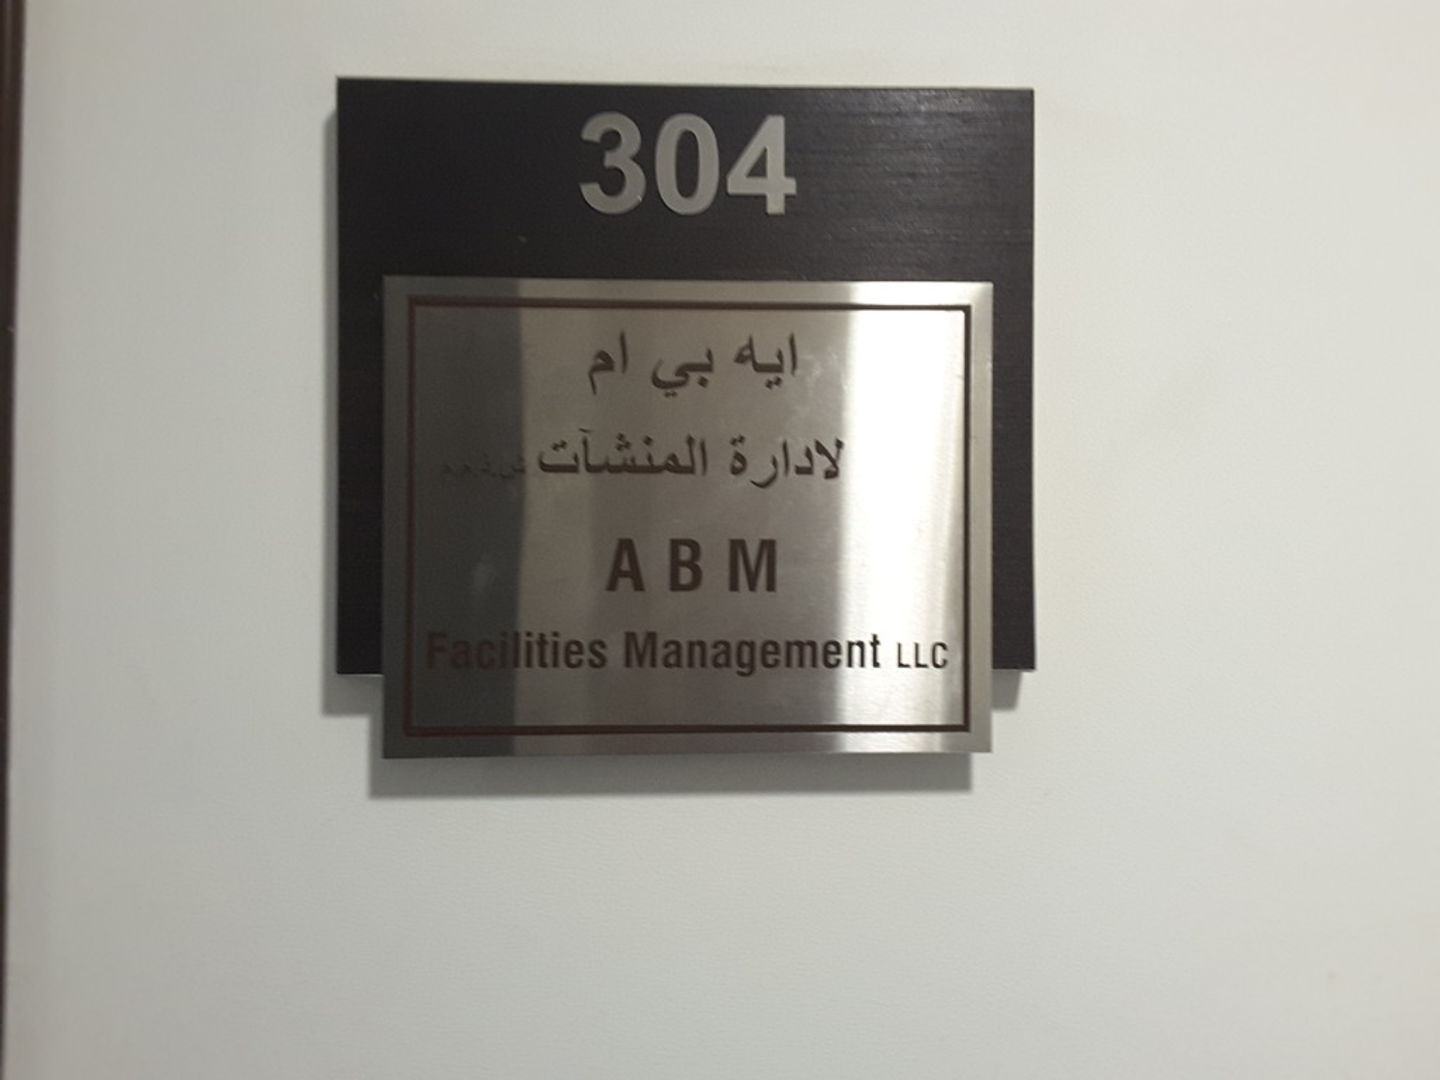 304
ايه بي ام
لادارة المنشآت ش.ذ.م.م
A B M
Facilities Management LLC